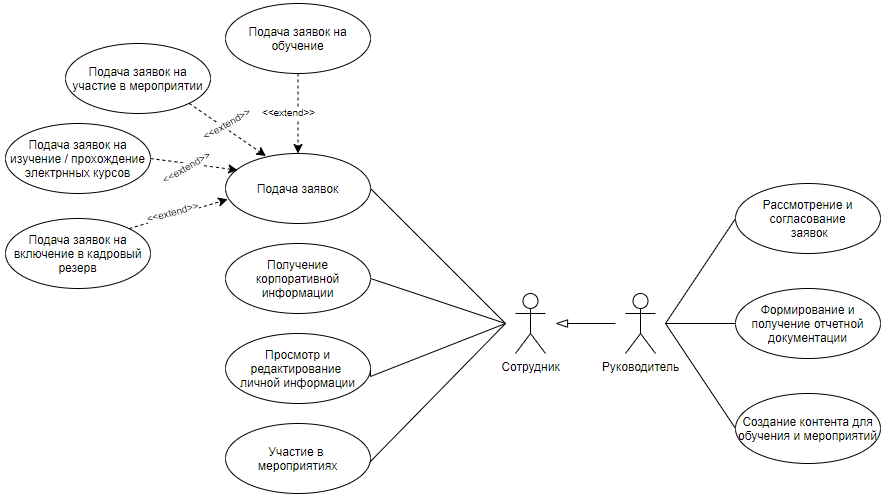 Подача заявок на
обучение
Подача заявок на
участие в мероприятии
<<extend>>
<<extend>>
Подача заявок на
изучение / прохождение
электрнных курсов
<<extend>>
Подача заявок
<<extend>>
Подача заявок на
включение в кадровый
резерв
Получение
корпоративной
информации
Просмотр и
редактирование
личной информации
Участие в
мероприятиях
Сотрудник
Руководитель
Рассмотрение и
согласование
заявок
Формирование и
получение отчетной
документации
Создание контента для
обучения и мероприятий